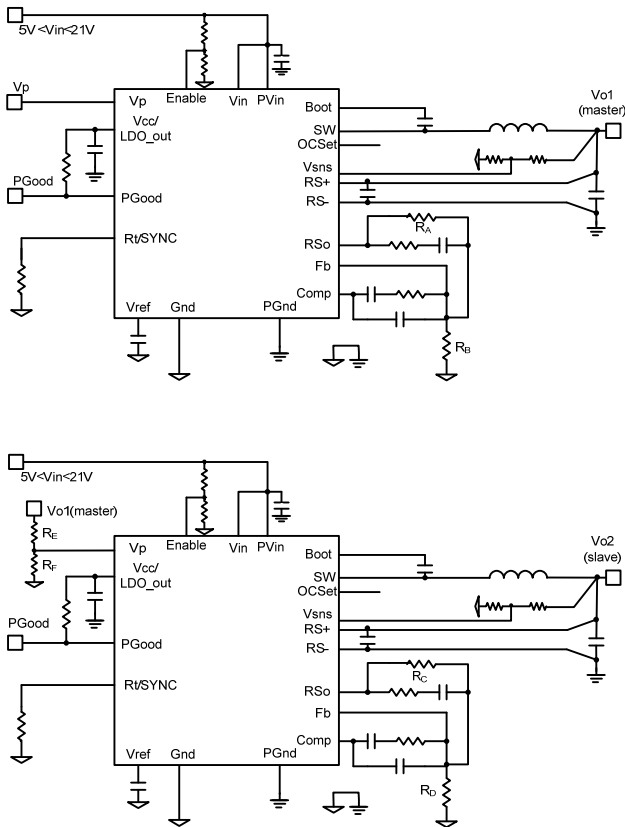 5V<Vin<21V
Vp
Vp
Enable
Vin
PVin
Boot
Vo1
(master)
Vcc/
LDO_out
SW
OCSet
Vsns
PGood
PGood
RS+
RS-
RA
Rt/SYNC
RSo
Fb
Comp
Vref
Gnd
PGnd
RB
5V<Vin<21V
Vo1(master)
RE
Vp
Enable
Vin
PVin
Boot
Vo2
(slave)
RF
Vcc/
LDO_out
SW
OCSet
Vsns
PGood
PGood
RS+
RS-
RC
Rt/SYNC
RSo
Fb
Comp
Vref
Gnd
PGnd
RD